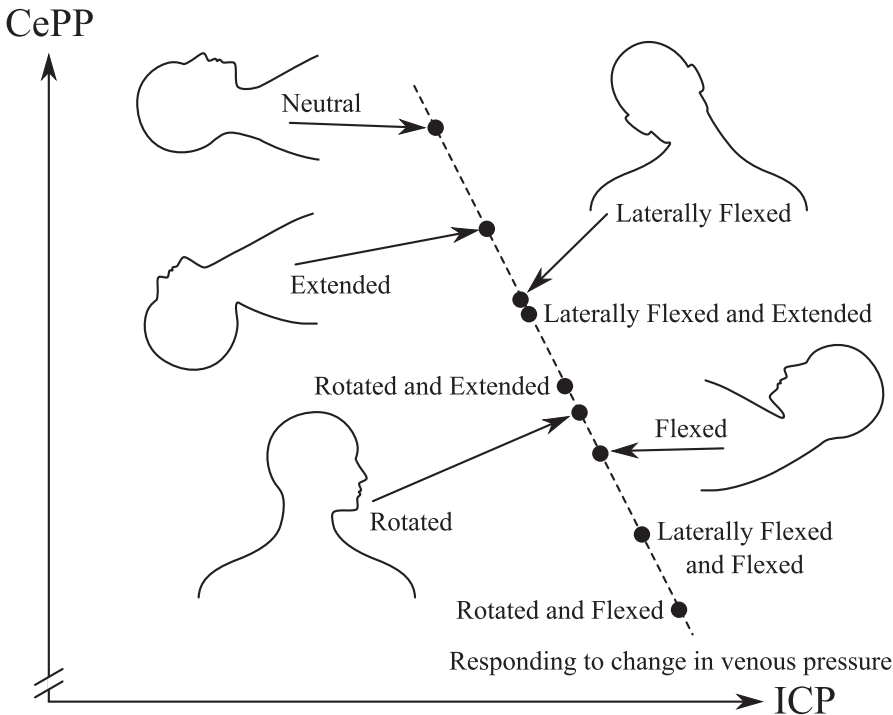 CePP
Neutral
Laterally Flexed
Extended
Laterally Flexed and Extended
Rotated and Extended
Flexed
Rotated
Laterally Flexed
and Flexed
Rotated and Flexed
Responding to change in venous pressure
ICP